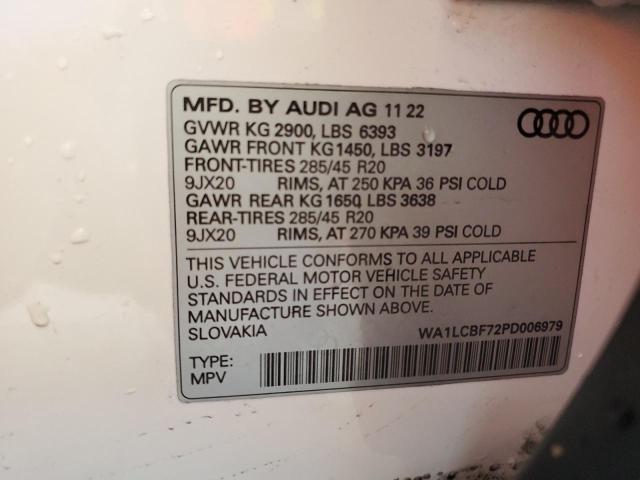 MFD. BY AUDI AG 11 22
GVWR KG 2900, LBS 6393
GAWR FRONT KG1450, LBS 3197
FRONT-TIRES 285/45 R20
9JX20 RIMS, AT 250 KPA 36 PSI COLD
GAWR REAR KG 1650, LBS 3638
REAR-TIRES 285/45 R20
9JX20 RIMS, AT 270 KPA 39 PSI COLD
THIS VEHICLE CONFORMS TO ALL APPLICABLE
U.S. FEDERAL MOTOR VEHICLE SAFETY
STANDARDS IN EFFECT ON THE DATE OF
MANUFACTURE SHOWN ABOVE.
SLOVAKIA WA1LCBF72PD006979
TYPE:
MPV